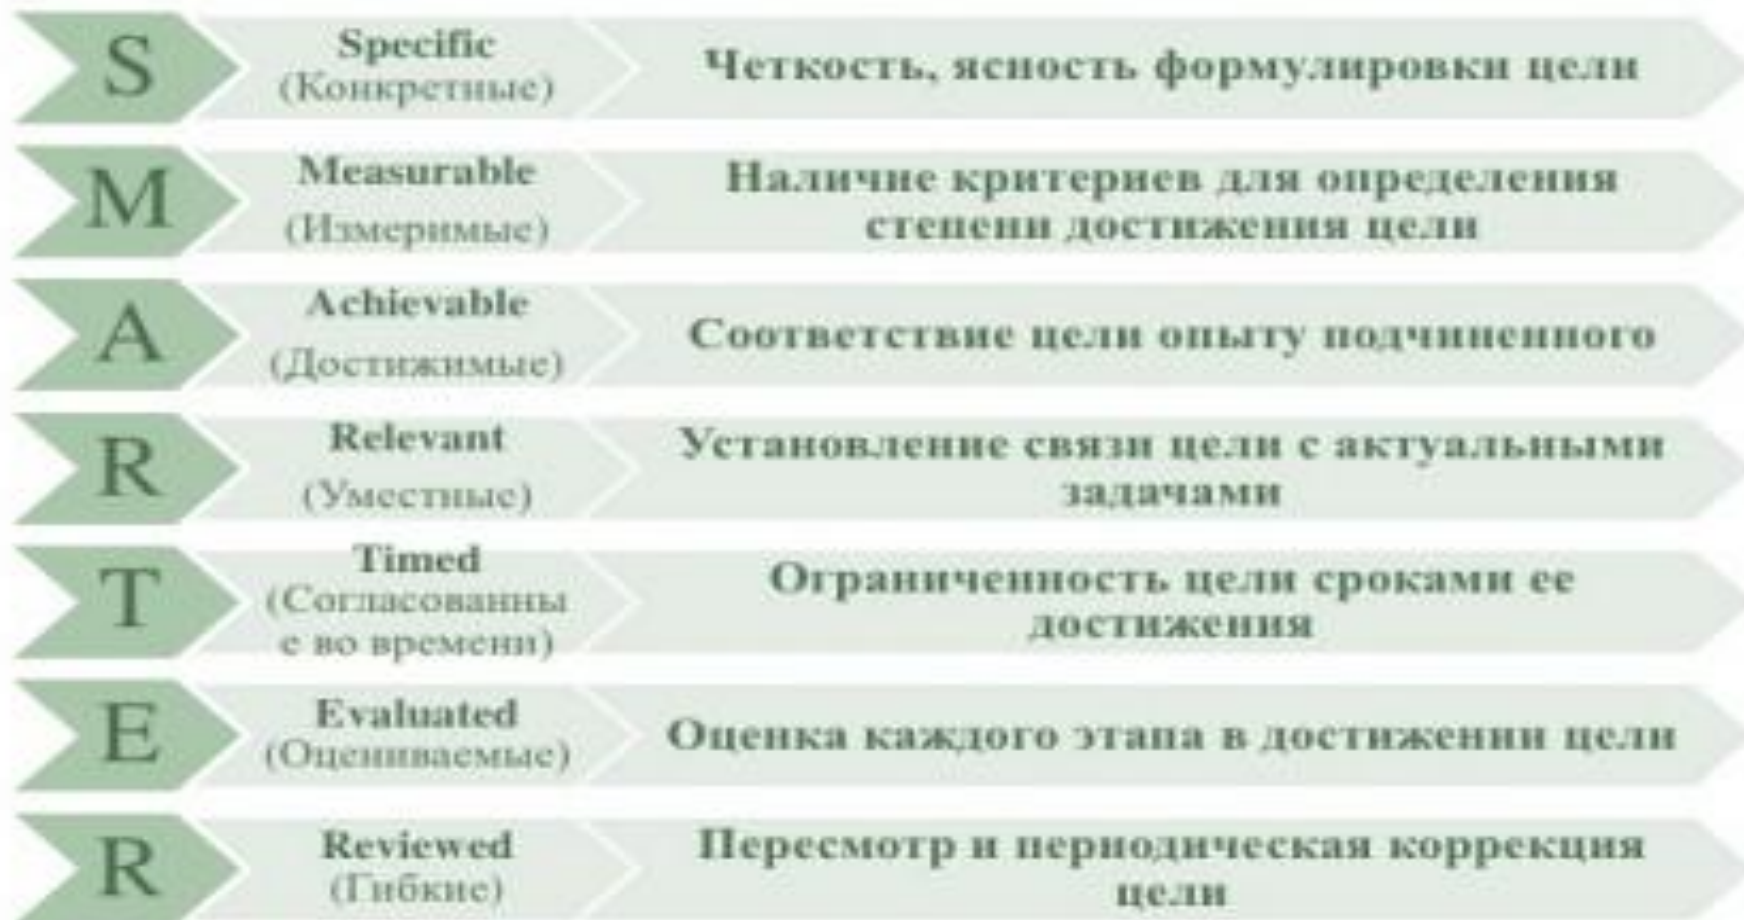 S
Specific
(Конкретные)
Четкость, ясность формулировки цели
M
Measurable
(Измеримые)
Наличие критериев для определения
степени достижения цели
A
Achievable
(Достижимые)
Соответствие цели опыту подчиненного
R
Relevant
(Уместные)
Установление связи цели с актуальными
задачами
T
Timed
(Согласованны
е во времени)
Ограниченность цели сроками ее
достижения
E
Evaluated
(Оцениваемые)
Оценка каждого этапа в достижении цели
R
Reviewed
(Гибкие)
Пересмотр и периодическая коррекция
цели